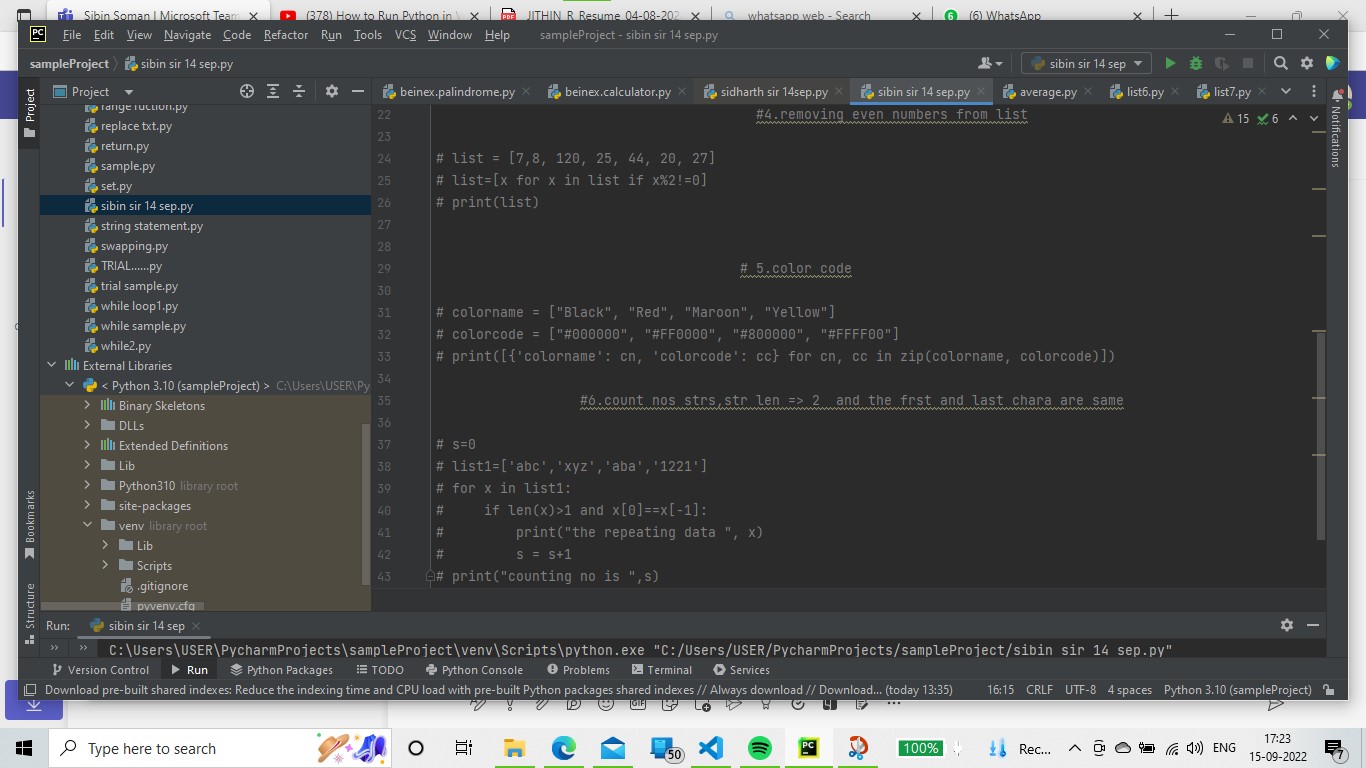 Sibin Soman | Microsoft Team
(378) How to Run Python in V
JITHIN_R_Resume_04-08-202
whatsapp web - Search
(6) WhatsApp
File Edit View Navigate Code Refactor Run Tools VCS Window Help sampleProject - sibin sir 14 sep.py
sampleProject sibin sir 14 sep.py
sibin sir 14 sep
Project
Project
beinex.palindrome.py beinex.calculator.py sidharth sir 14sep.py sibin sir 14 sep.py average.py list6.py list7.py
Notifications
15 6
range fuction.py
replace txt.py
return.py
sample.py
set.py
sibin sir 14 sep.py
string statement.py
swapping.py
TRIAL......py
trial sample.py
while loop1.py
while sample.py
while2.py
External Libraries
< Python 3.10 (sampleProject) > C:\Users\USER\Py
Binary Skeletons
DLLs
Extended Definitions
Lib
Python310 library root
site-packages
venv library root
Lib
Scripts
.gitignore
pyvenv.cfg
Bookmarks
Structure
22 #4.removing even numbers from list
23
24 # list = [7,8, 120, 25, 44, 20, 27]
25 # list=[x for x in list if x%2!=0]
26 # print(list)
27
28
29 # 5.color code
30
31 # colorname = ["Black", "Red", "Maroon", "Yellow"]
32 # colorcode = ["#000000", "#FF0000", "#800000", "#FFFF00"]
33 # print([{'colorname': cn, 'colorcode': cc} for cn, cc in zip(colorname, colorcode)])
34
35 #6.count nos strs,str len => 2  and the frst and last chara are same
36
37 # s=0
38 # list1=['abc','xyz','aba','1221']
39 # for x in list1:
40 #     if len(x)>1 and x[0]==x[-1]:
41 #         print("the repeating data ", x)
42 #         s = s+1
43 # print("counting no is ",s)
Run: sibin sir 14 sep
C:\Users\USER\PycharmProjects\sampleProject\venv\Scripts\python.exe "C:/Users/USER/PycharmProjects/sampleProject/sibin sir 14 sep.py"
Version Control Run Python Packages TODO Python Console Problems Terminal Services
Download pre-built shared indexes: Reduce the indexing time and CPU load with pre-built Python packages shared indexes // Always download // Download... (today 13:35) 16:15 CRLF UTF-8 4 spaces Python 3.10 (sampleProject)
Type here to search
50
100%
Rec...
ENG
17:23
15-09-2022
7